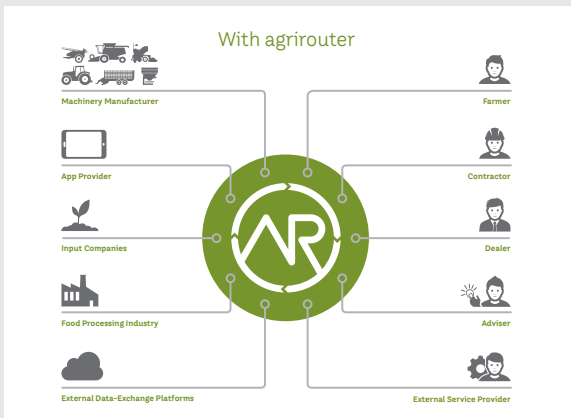 With agrirouter
Machinery Manufacturer
Farmer
App Provider
Contractor
AR
Input Companies
Dealer
Food Processing Industry
Adviser
External Data-Exchange Platforms
External Service Provider